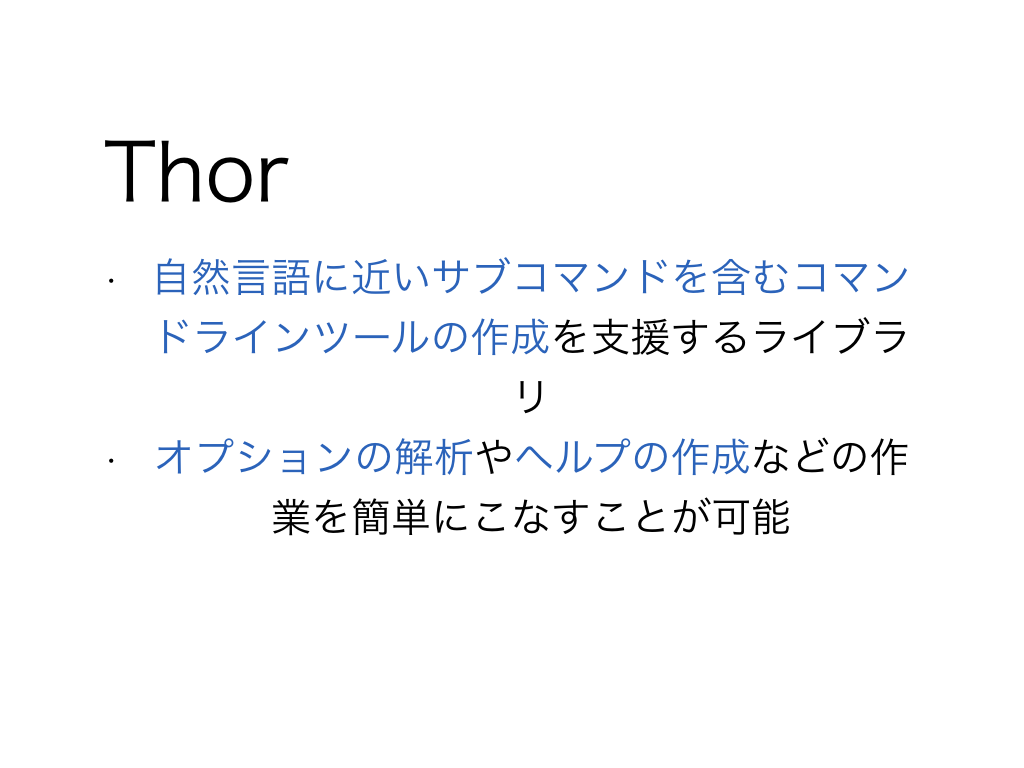 Thor
・ 自然言語に近いサブコマンドを含むコマン
ドラインツールの作成を支援するライブラ
リ
・ オプションの解析やヘルプの作成などの作
業を簡単にこなすことが可能